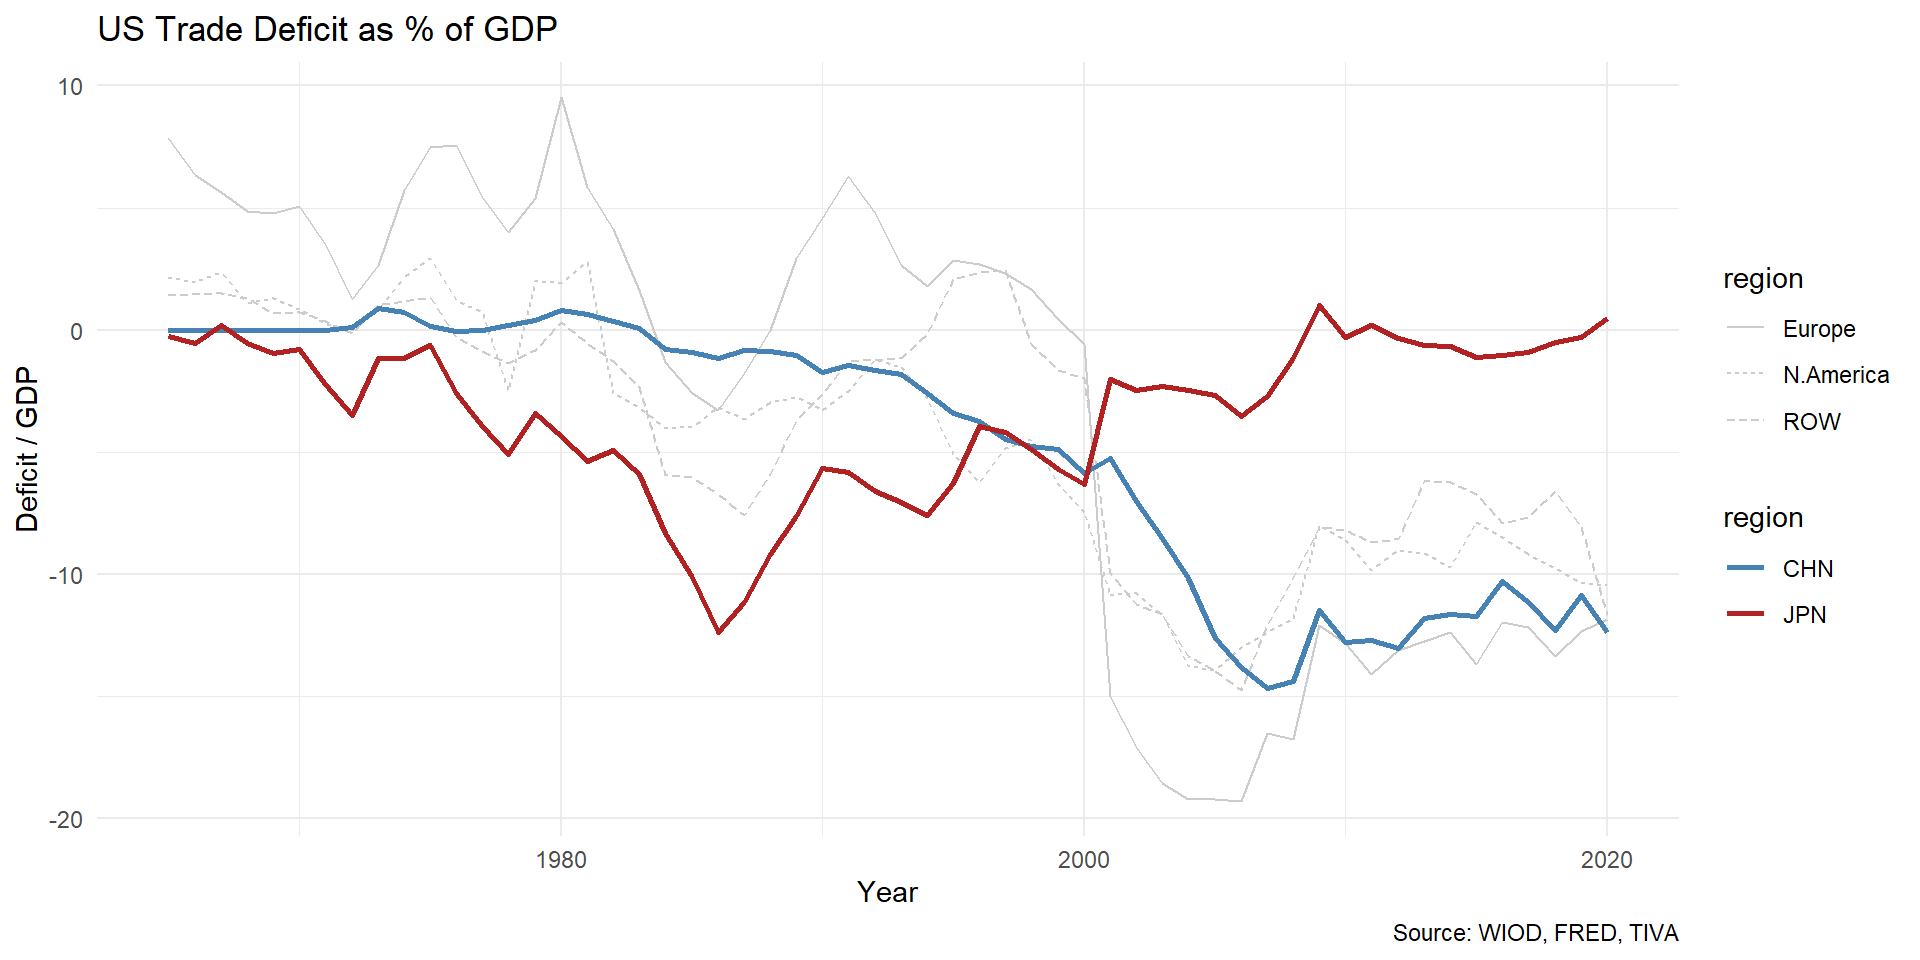 US Trade Deficit as % of GDP
10
0
-10
-20
Deficit / GDP
1980
2000
2020
Year
region
Europe
N.America
ROW
region
CHN
JPN
Source: WIOD, FRED, TIVA